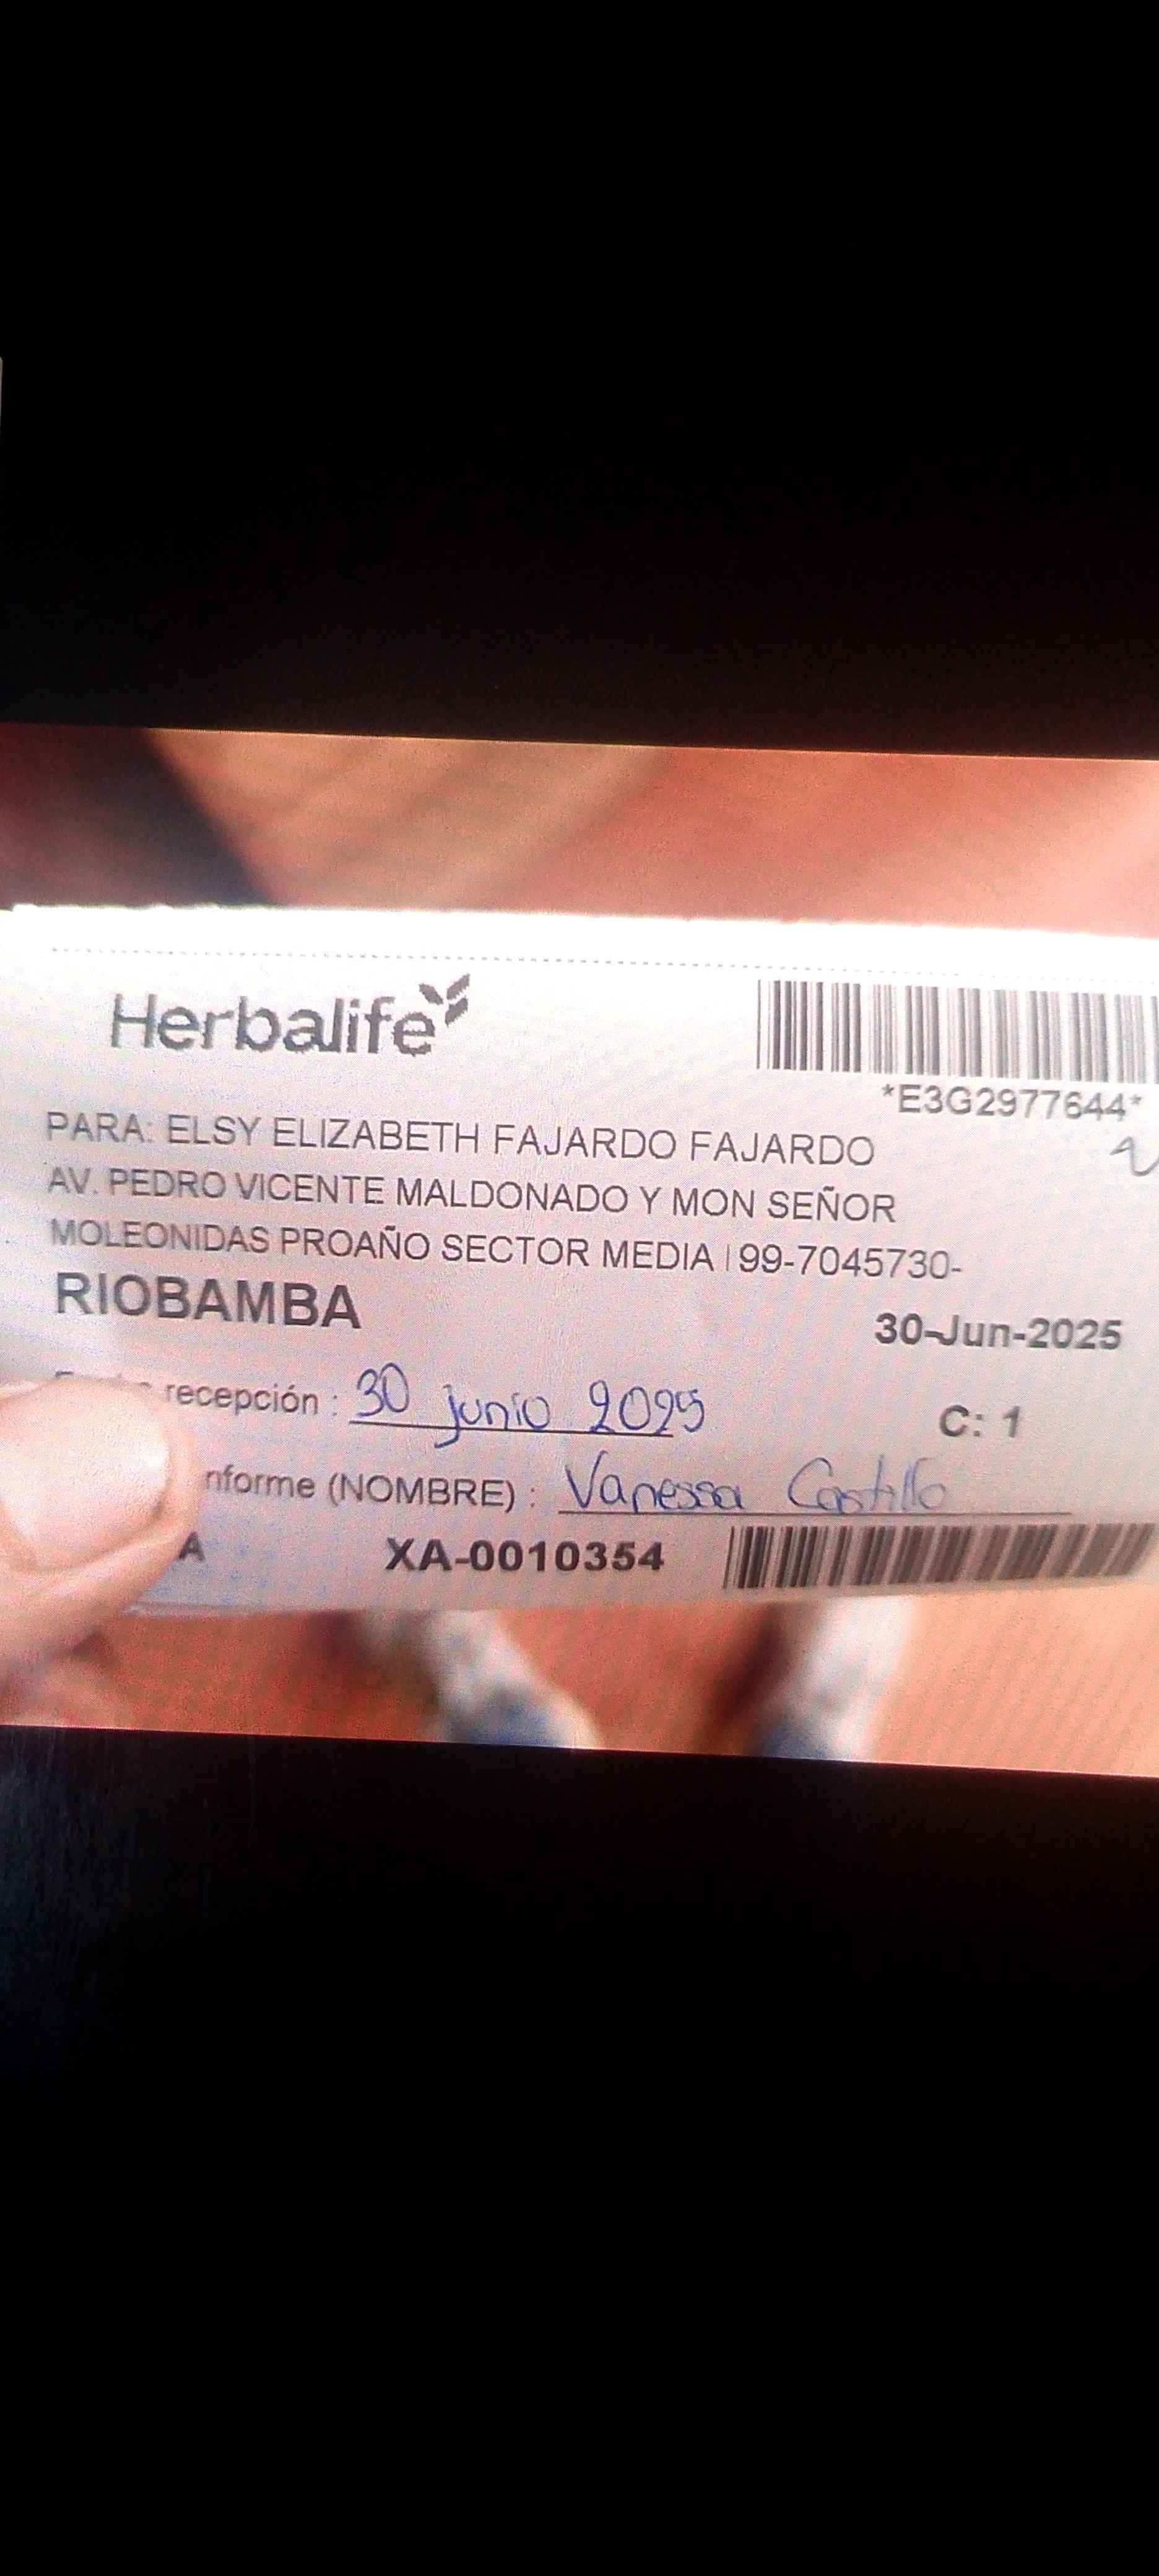 Herbalife
*E3G2977644*
PARA: ELSY ELIZABETH FAJARDO FAJARDO
AV. PEDRO VICENTE MALDONADO Y MON SEÑOR
MOLEONIDAS PROAÑO SECTOR MEDIA | 99-7045730-
RIOBAMBA
30-Jun-2025
recepción : 30 junio 2025
C: 1
nforme (NOMBRE) : Vanessa Castillo
A XA-0010354